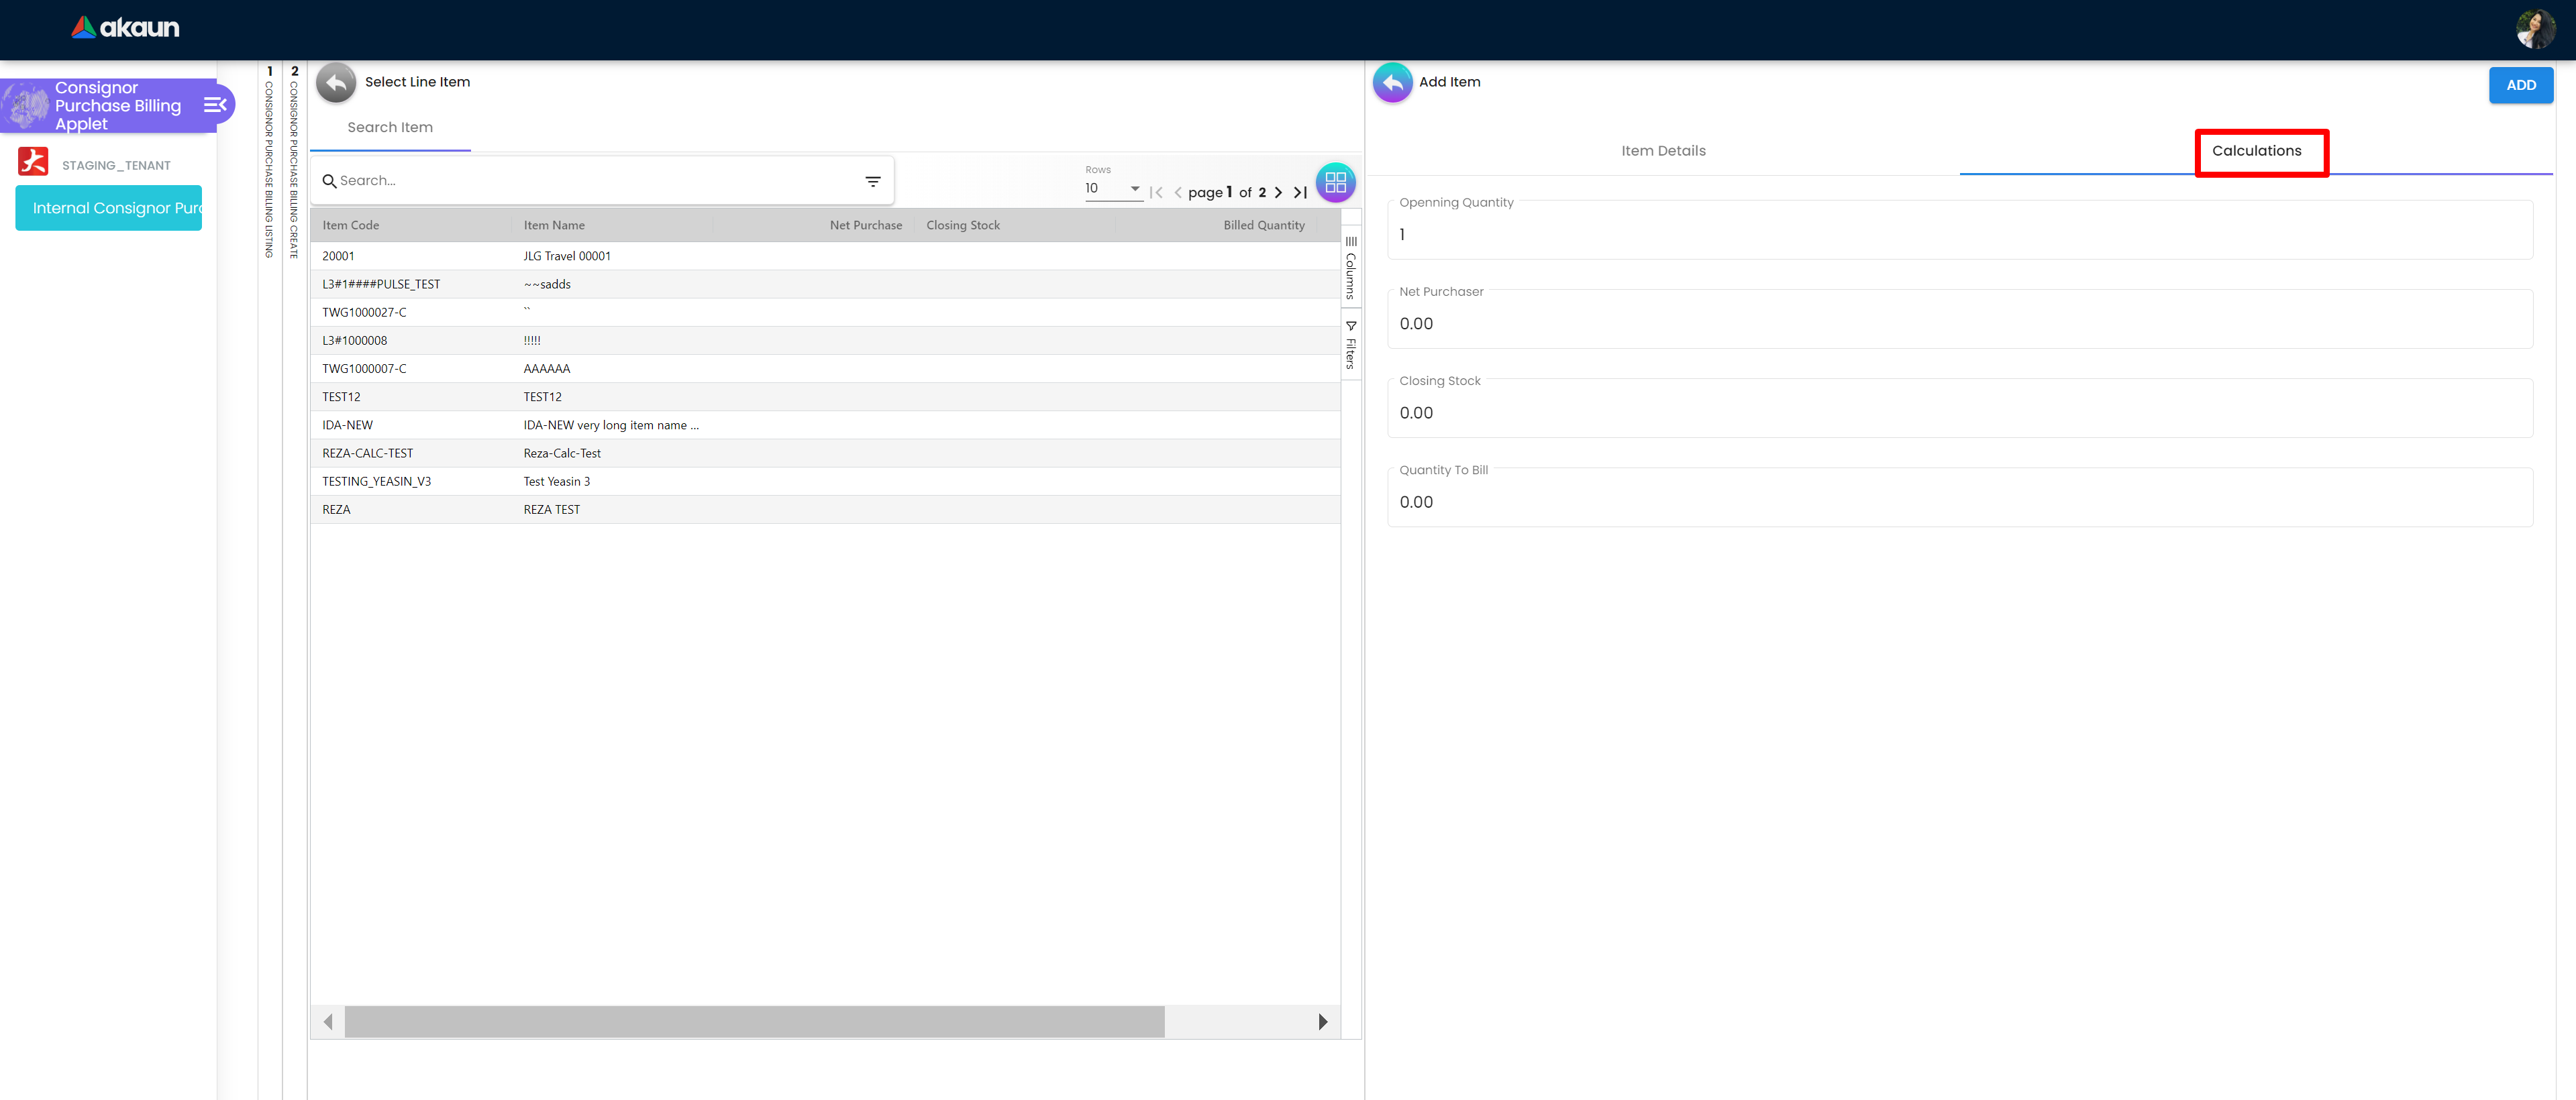 akaun
Consignor
Purchase Billing
Applet
STAGING_TENANT
Internal Consignor Purc
1
CONSIGNOR PURCHASE BILLING LISTING
2
CONSIGNOR PURCHASE BILLING CREATE
Select Line Item
Search Item
Search...
Rows
10
page 1 of 2
Item Code Item Name Net Purchase Closing Stock Billed Quantity
20001 JLG Travel 00001
L3#1####PULSE_TEST ~~sadds
TWG1000027-C ``
L3#1000008 !!!!!
TWG1000007-C AAAAAA
TEST12 TEST12
IDA-NEW IDA-NEW very long item name ...
REZA-CALC-TEST Reza-Calc-Test
TESTING_YEASIN_V3 Test Yeasin 3
REZA REZA TEST
Columns
Filters
Add Item
ADD
Item Details
Calculations
Openning Quantity
1
Net Purchaser
0.00
Closing Stock
0.00
Quantity To Bill
0.00